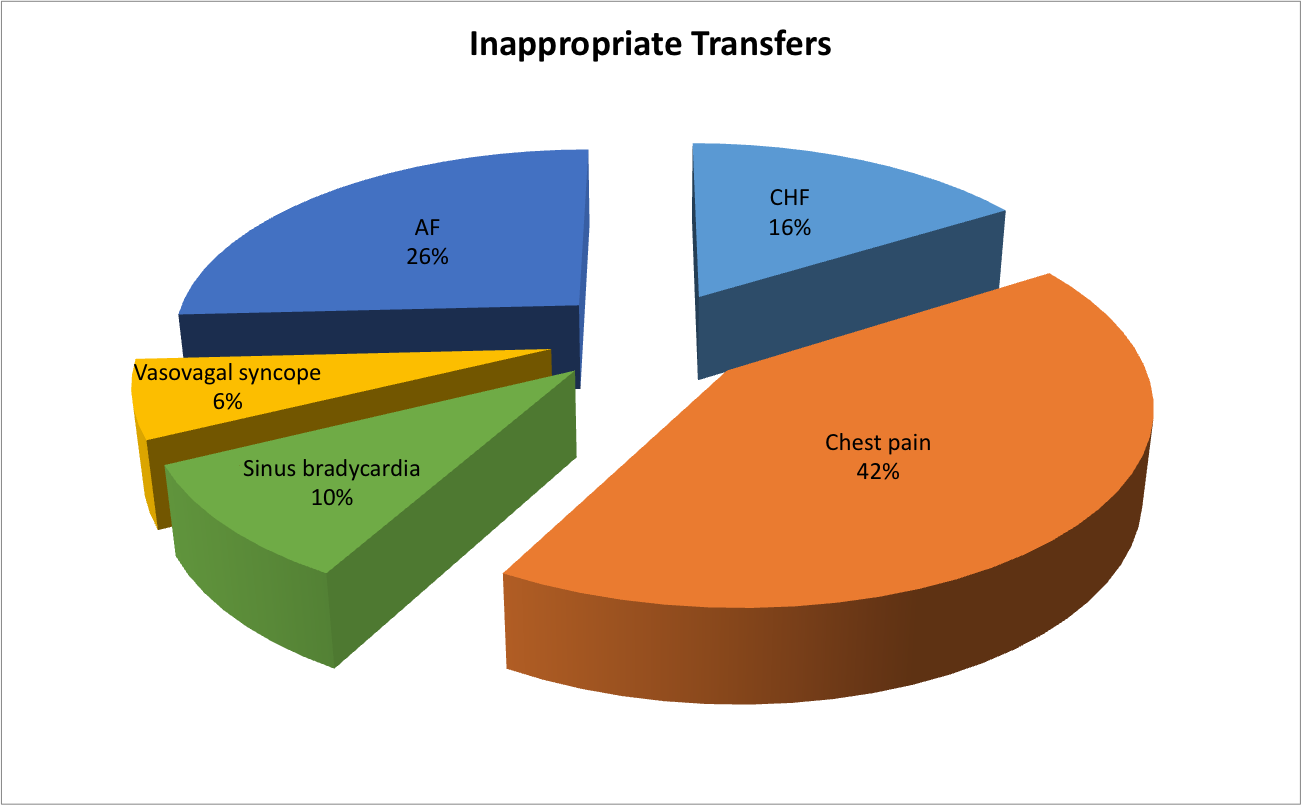 Inappropriate Transfers
CHF
16%
AF
26%
Vasovagal syncope
6%
Chest pain
42%
Sinus bradycardia
10%